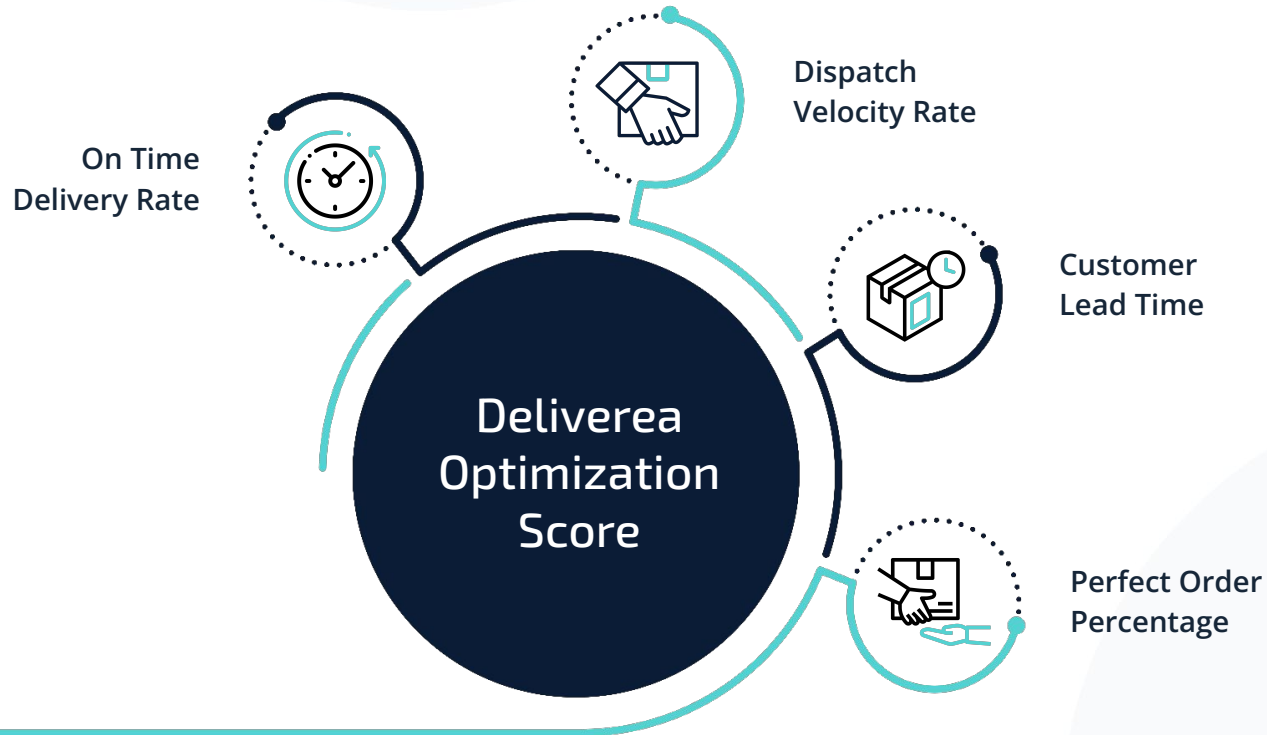 Dispatch
Velocity Rate
On Time
Delivery Rate
Customer
Lead Time
Deliverea
Optimization
Score
Perfect Order
Percentage